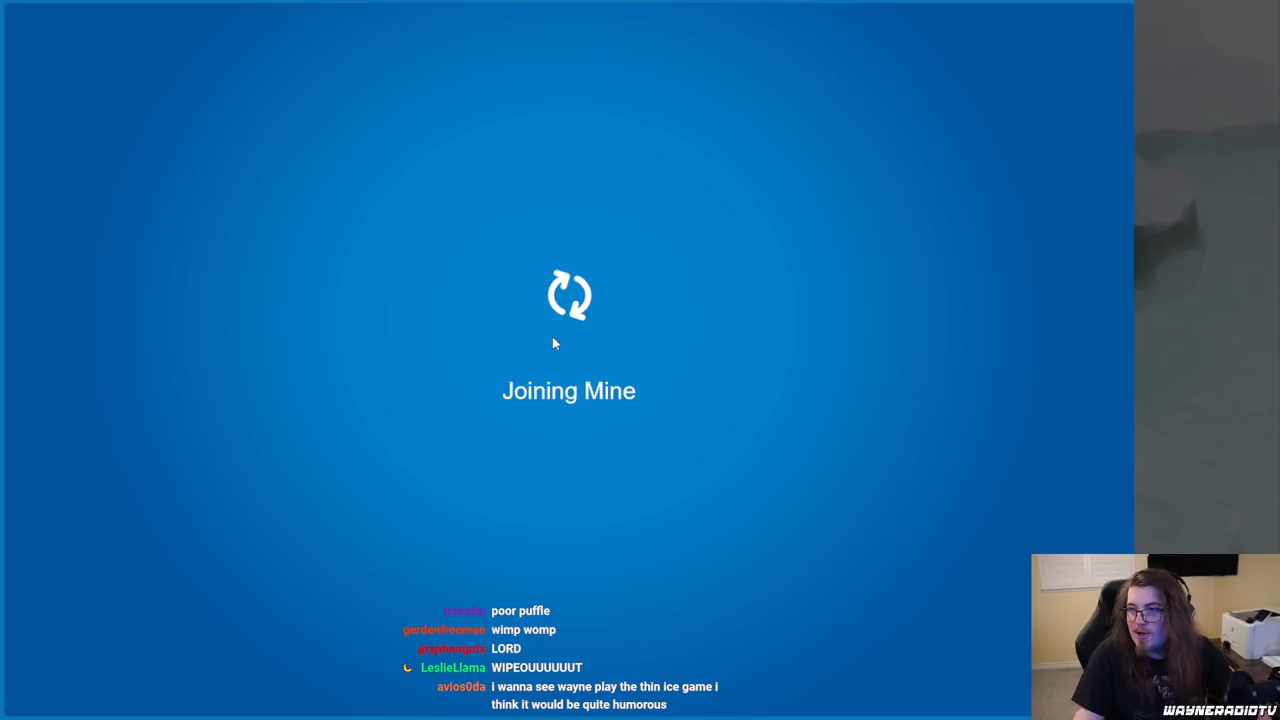 Joining Mine
poor puffle
gerdenfrooman wimp womp
LORD
LeslieLlama WIPEOUUUUUUT
avios0da i wanna see wayne play the thin ice game i
think it would be quite humorous
WAYNERADIOTV